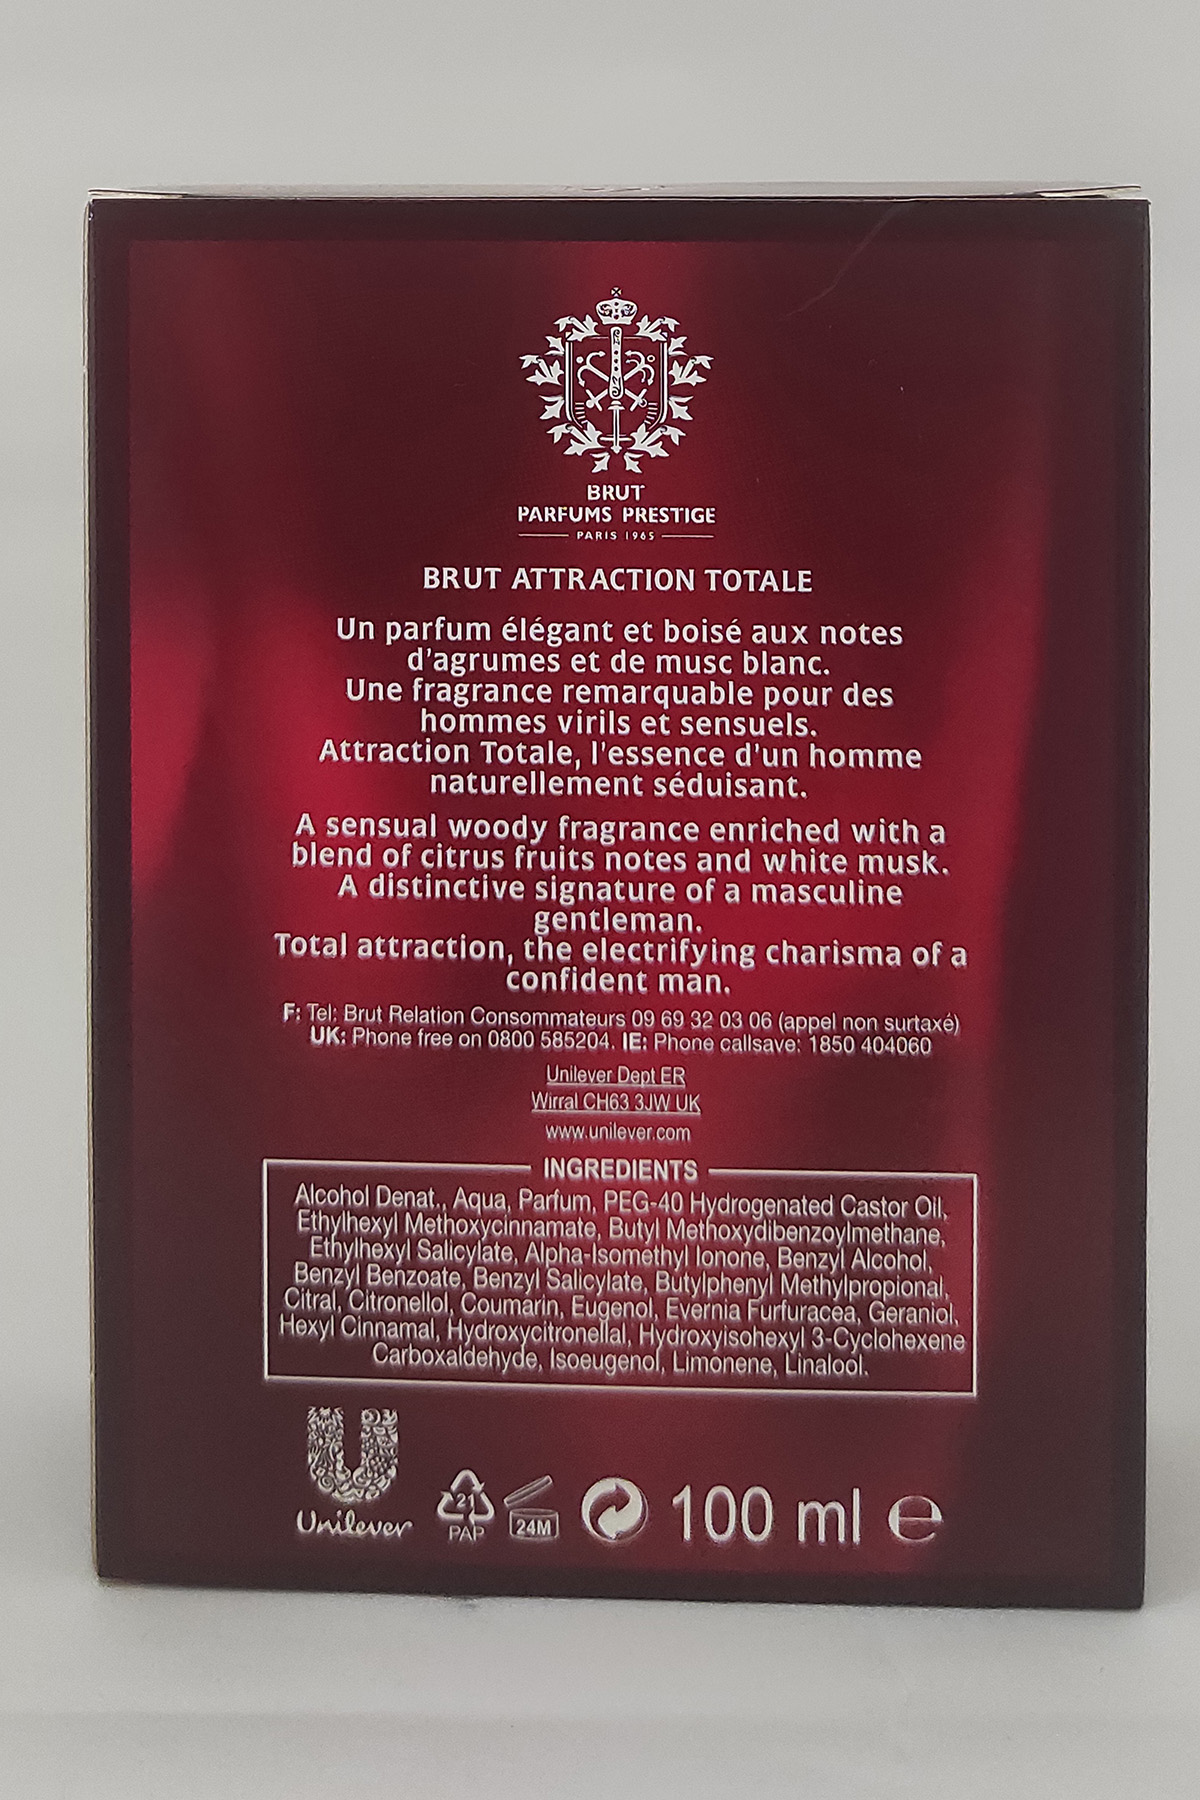 BRUT
PARFUMS PRESTIGE
PARIS 1965
BRUT ATTRACTION TOTALE
Un parfum élégant et boisé aux notes
d'agrumes et de musc blanc.
Une fragrance remarquable pour des
hommes virils et sensuels.
Attraction Totale, l'essence d'un homme
naturellement séduisant.
A sensual woody fragrance enriched with a
blend of citrus fruits notes and white musk.
A distinctive signature of a masculine
gentleman.
Total attraction, the electrifying charisma of a
confident man.
F: Tel: Brut Relation Consommateurs 09 69 32 03 06 (appel non surtaxé)
UK: Phone free on 0800 585204. IE: Phone callsave: 1850 404060
Unilever Dept ER
Wirral CH63 3JW UK
www.unilever.com
INGREDIENTS
Alcohol Denat., Aqua, Parfum, PEG-40 Hydrogenated Castor Oil,
Ethylhexyl Methoxycinnamate, Butyl Methoxydibenzoylmethane,
Ethylhexyl Salicylate, Alpha-Isomethyl Ionone, Benzyl Alcohol,
Benzyl Benzoate, Benzyl Salicylate, Butylphenyl Methylpropional,
Citral, Citronellol, Coumarin, Eugenol, Evernia Furfuracea, Geraniol,
Hexyl Cinnamal, Hydroxycitronellal, Hydroxyisohexyl 3-Cyclohexene
Carboxaldehyde, Isoeugenol, Limonene, Linalool.
Unilever
21
PAP
24M
100 ml e